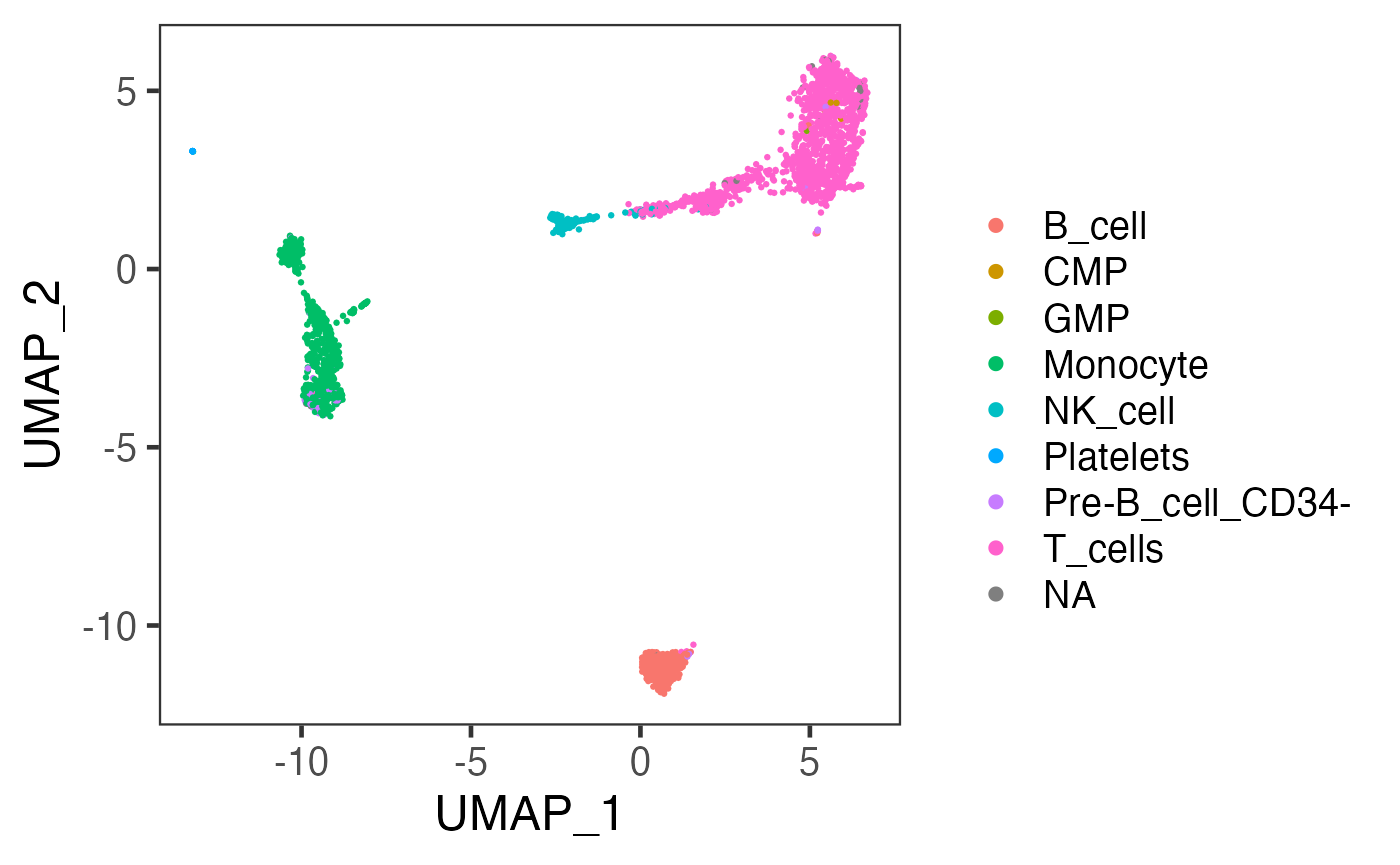 5
0
-5
-10
UMAP_2
-10
-5
0
5
UMAP_1
B_cell
CMP
GMP
Monocyte
NK_cell
Platelets
Pre-B_cell_CD34-
T_cells
NA